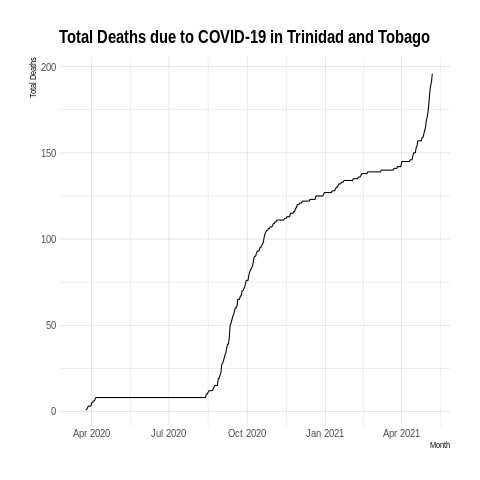 Total Deaths due to COVID-19 in Trinidad and Tobago
Total Deaths
200
150
100
50
0
Apr 2020 Jul 2020 Oct 2020 Jan 2021 Apr 2021
Month